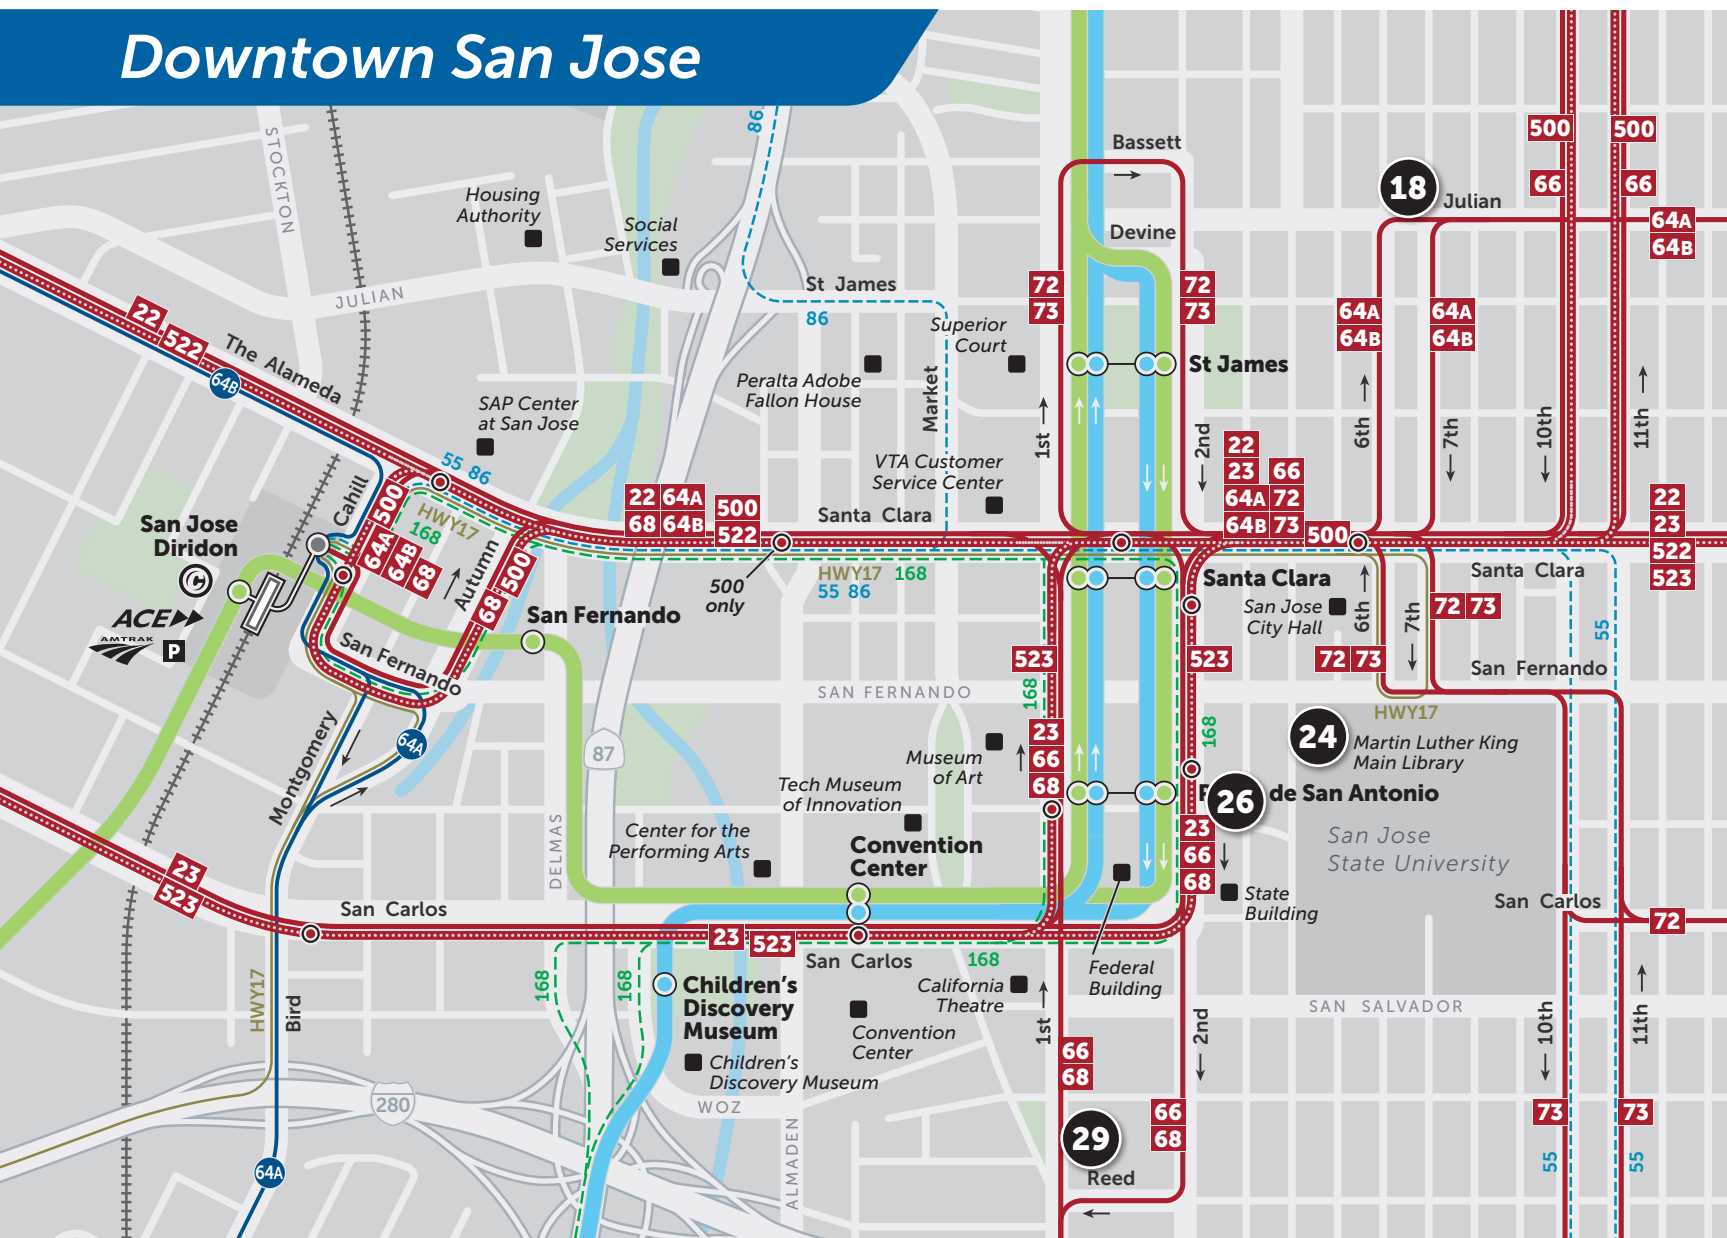 Downtown San Jose
STOCKTON
86
Bassett
500
500
66
66
18
Julian
64A
64B
Housing
Authority
Social
Services
Devine
JULIAN
St James
86
72
73
72
73
64A
64B
64A
64B
22
522
The Alameda
64B
Superior
Court
Peralta Adobe
Fallon House
Market
St James
SAP Center
at San Jose
1st
2nd
6th
7th
10th
11th
55 86
VTA Customer
Service Center
22
23 66
64A 72
64B 73
500
22
23
522
523
Cahill
500
64A
64B
68
HWY17
168
Autumn
68
500
22 64A
68 64B
500
522
Santa Clara
San Jose
Diridon
C
ACE
AMTRAK
P
500
only
HWY17 168
55 86
Santa Clara
Santa Clara
San Jose
City Hall
6th
7th
72 73
55
San Fernando
San Fernando
523
168
523
72 73
San Fernando
SAN FERNANDO
HWY17
Montgomery
64A
87
23
66
68
168
24
Martin Luther King
Main Library
Museum
of Art
Tech Museum
of Innovation
26
de San Antonio
Center for the
Performing Arts
DELMAS
Convention
Center
23
66
68
San Jose
State University
State
Building
23
523
San Carlos
23
523
San Carlos
168
San Carlos
72
HWY17
Bird
168
168
Children's
Discovery
Museum
California
Theatre
Federal
Building
SAN SALVADOR
Convention
Center
1st
2nd
10th
11th
Children's
Discovery Museum
66
68
280
WOZ
ALMADEN
29
66
68
73
73
55
55
64A
Reed